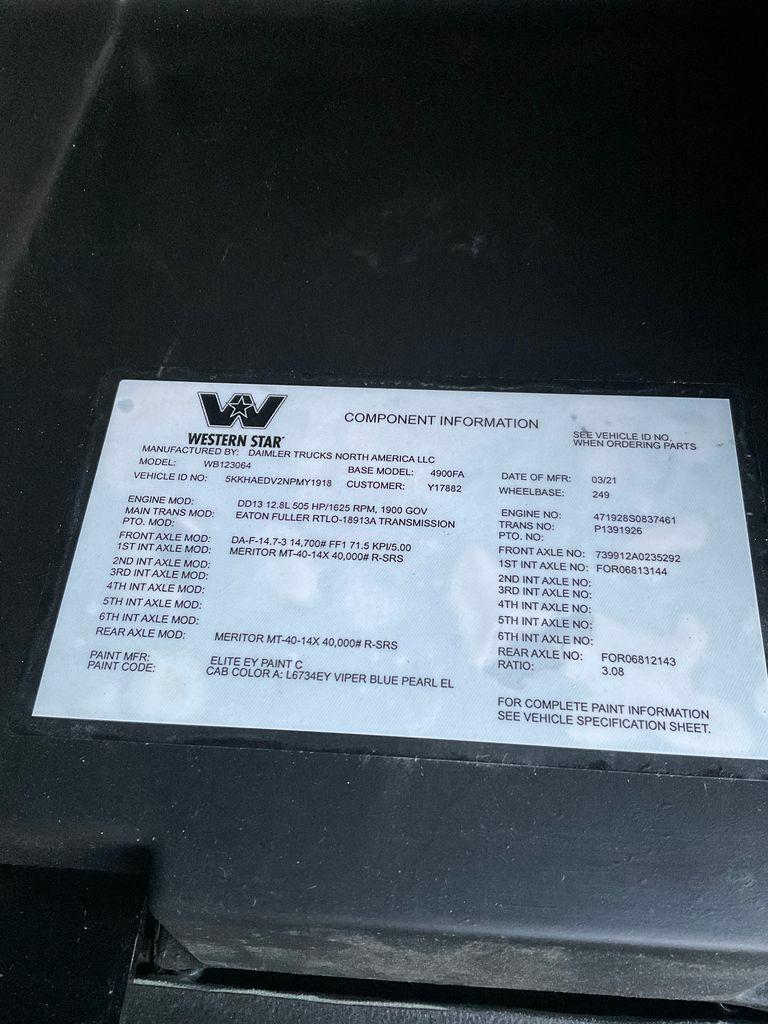 WESTERN STAR
COMPONENT INFORMATION
SEE VEHICLE ID NO.
WHEN ORDERING PARTS
MANUFACTURED BY: DAIMLER TRUCKS NORTH AMERICA LLC
MODEL: WB123064 BASE MODEL: 4900FA
VEHICLE ID NO: 5KKHAEDV2NPMY1918 CUSTOMER: Y17882
DATE OF MFR: 03/21
WHEELBASE: 249
ENGINE MOD: DD13 12.8L 505 HP/1625 RPM, 1900 GOV
MAIN TRANS MOD: EATON FULLER RTLO-18913A TRANSMISSION
PTO. MOD:
ENGINE NO: 471928S0837461
TRANS NO: P1391926
PTO. NO:
FRONT AXLE MOD: DA-F-14.7-3 14,700# FF1 71.5 KPI/5.00
1ST INT AXLE MOD: MERITOR MT-40-14X 40,000# R-SRS
2ND INT AXLE MOD:
3RD INT AXLE MOD:
4TH INT AXLE MOD:
5TH INT AXLE MOD:
6TH INT AXLE MOD:
REAR AXLE MOD: MERITOR MT-40-14X 40,000# R-SRS
FRONT AXLE NO: 739912A0235292
1ST INT AXLE NO: FOR06813144
2ND INT AXLE NO:
3RD INT AXLE NO:
4TH INT AXLE NO:
5TH INT AXLE NO:
6TH INT AXLE NO:
REAR AXLE NO: FOR06812143
RATIO: 3.08
PAINT MFR: ELITE EY PAINT C
PAINT CODE: CAB COLOR A: L6734EY VIPER BLUE PEARL EL
FOR COMPLETE PAINT INFORMATION
SEE VEHICLE SPECIFICATION SHEET.